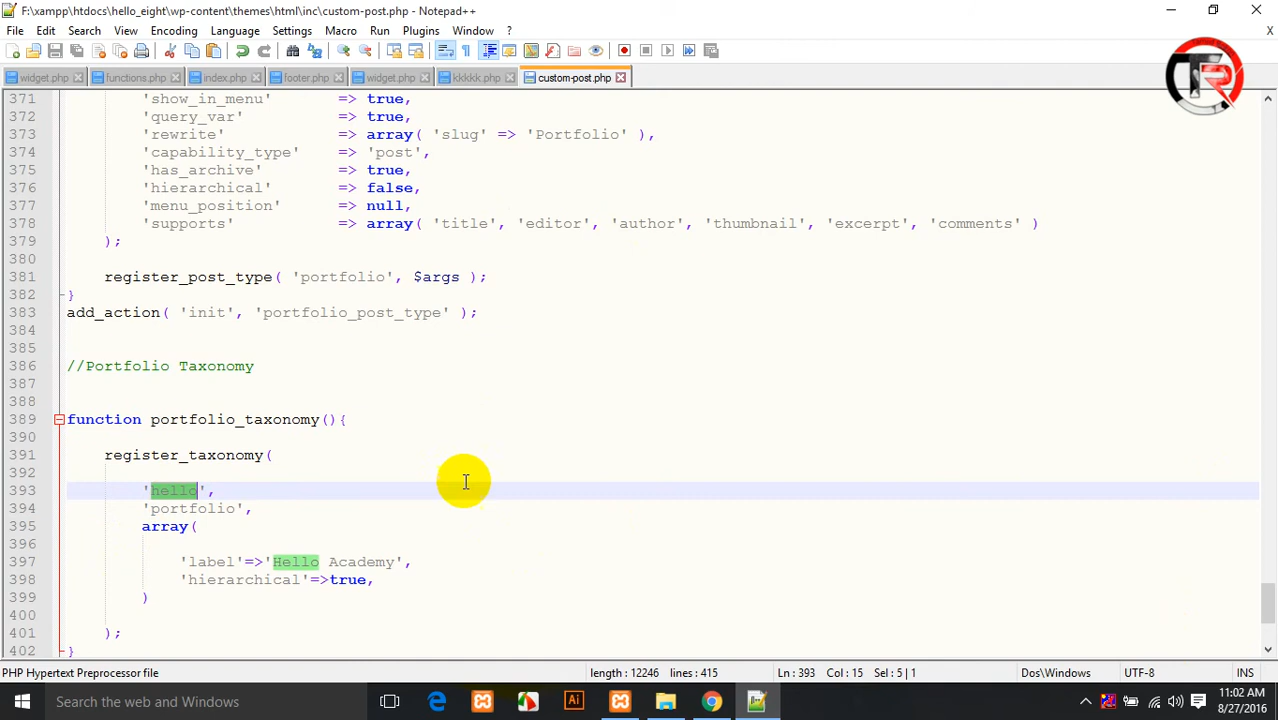 F:\xampp\htdocs\hello_eight\wp-content\themes\html\inc\custom-post.php - Notepad++
File Edit Search View Encoding Language Settings Macro Run Plugins Window ? X
widget.php functions.php index.php footer.php widget.php kkkkk.php custom-post.php
371 'show_in_menu' => true,
372 'query_var' => true,
373 'rewrite' => array( 'slug' => 'Portfolio' ),
374 'capability_type' => 'post',
375 'has_archive' => true,
376 'hierarchical' => false,
377 'menu_position' => null,
378 'supports' => array( 'title', 'editor', 'author', 'thumbnail', 'excerpt', 'comments' )
379 );
380
381 register_post_type( 'portfolio', $args );
382 }
383 add_action( 'init', 'portfolio_post_type' );
384
385
386 //Portfolio Taxonomy
387
388
389 function portfolio_taxonomy(){
390
391 register_taxonomy(
392
393 'hello',
394 'portfolio',
395 array(
396
397 'label'=>'Hello Academy',
398 'hierarchical'=>true,
399 )
400
401 );
402 }
PHP Hypertext Preprocessor file length : 12246 lines : 415 Ln : 393 Col : 15 Sel : 5 | 1 Dos\Windows UTF-8 INS
Search the web and Windows
Ai
11:02 AM
8/27/2016